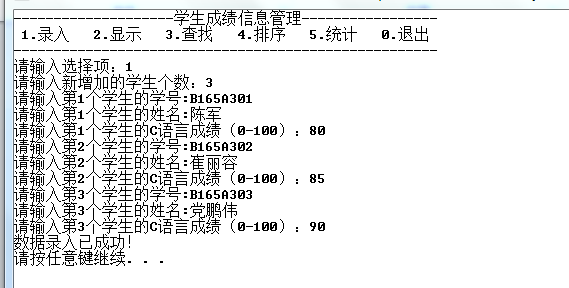 --------------------学生成绩信息管理-----------------
1.录入 2.显示 3.查找 4.排序 5.统计 0.退出
请输入选择项：1
请输入新增加的学生个数：3
请输入第1个学生的学号:B165A301
请输入第1个学生的姓名:陈军
请输入第1个学生的C语言成绩（0-100）：80
请输入第2个学生的学号:B165A302
请输入第2个学生的姓名:崔丽容
请输入第2个学生的C语言成绩（0-100）：85
请输入第3个学生的学号:B165A303
请输入第3个学生的姓名:党鹏伟
请输入第3个学生的C语言成绩（0-100）：90
数据录入已成功！
请按任意键继续. . .